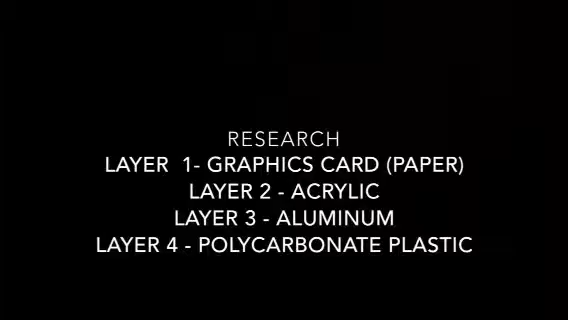 RESEARCH
LAYER  1- GRAPHICS CARD (PAPER)
LAYER 2 - ACRYLIC
LAYER 3 - ALUMINUM
LAYER 4 - POLYCARBONATE PLASTIC